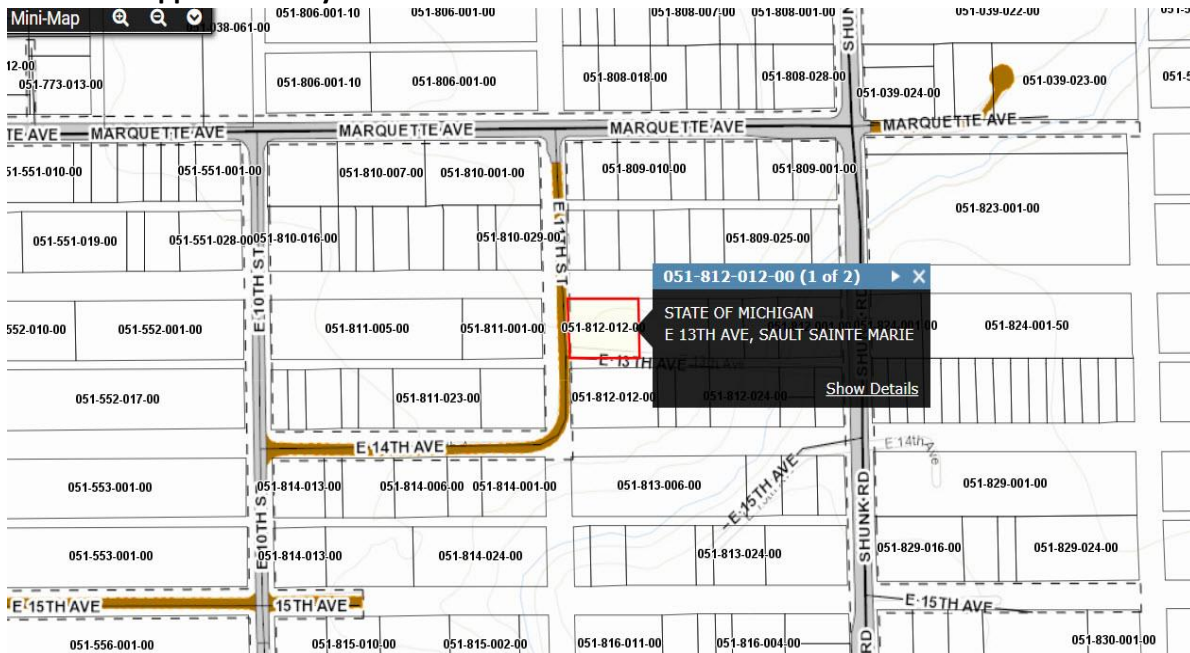 Mini-Map
051-806-001-10
051-806-001-00
051-808-007-00
051-808-001-00
051-039-022-00
038-061-00
051-773-013-00
051-806-001-10
051-806-001-00
051-808-018-00
051-808-028-00
051-039-024-00
051-039-023-00
MARQUETTE AVE
MARQUETTE AVE
MARQUETTE AVE
MARQUETTE AVE
51-551-010-00
051-551-001-00
051-810-007-00
051-810-001-00
051-809-010-00
051-809-001-00
051-823-001-00
051-551-019-00
051-551-028-00
051-810-016-00
051-810-029-00
051-809-025-00
E 10TH ST
E 11TH ST
SHUNK RD
051-812-012-00 (1 of 2)
STATE OF MICHIGAN
E 13TH AVE, SAULT SAINTE MARIE
Show Details
552-010-00
051-552-001-00
051-811-005-00
051-811-001-00
051-812-012-00
051-824-001-50
E 13TH AVE
13th Ave
051-552-017-00
051-811-023-00
051-812-012-00
051-812-024-00
E 14TH AVE
E 14th Ave
051-553-001-00
051-814-013-00
051-814-006-00
051-814-001-00
051-813-006-00
E 15TH AVE
SHUNK RD
051-829-001-00
E 10TH S
051-553-001-00
051-814-013-00
051-814-024-00
051-813-024-00
051-829-016-00
051-829-024-00
E 15TH AVE
15TH AVE
E 15TH AVE
051-556-001-00
051-815-010-00
051-815-002-00
051-816-011-00
051-816-004-00
RD
051-830-001-00